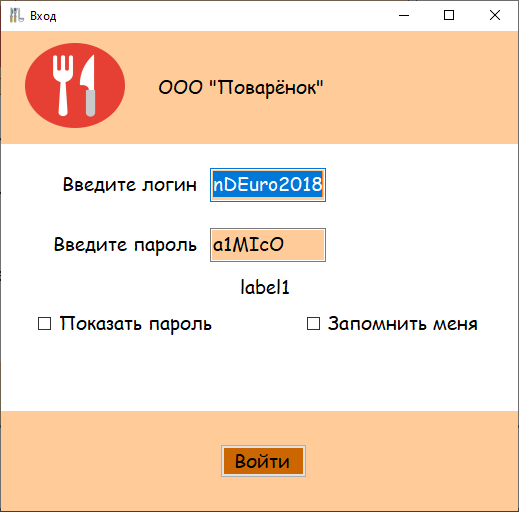 Вход
ООО "Поварёнок"
Введите логин nDEuro2018
Введите пароль a1MIcO
label1
Показать пароль Запомнить меня
Войти